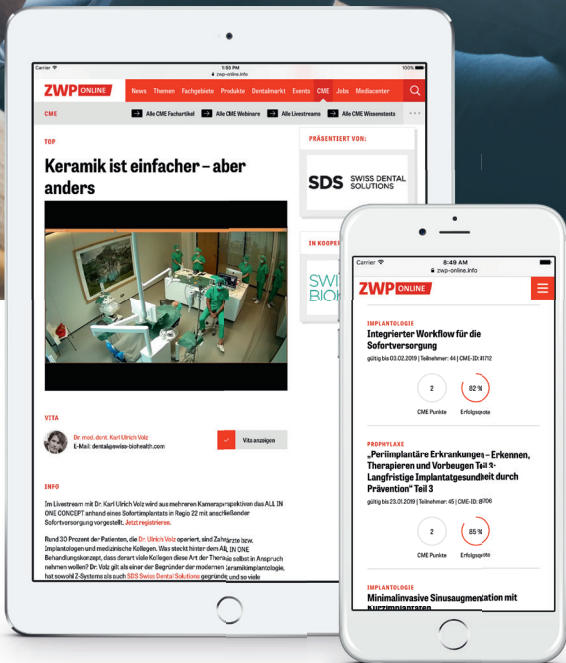 Carrier
1:55 PM
100%
zwp-online.info
ZWP ONLINE
News Themen Fachgebiete Produkte Dentalmarkt Events CME Jobs Mediacenter
CME
Alle CME Fachartikel Alle CME Webinare Alle Livestreams Alle CME Wissenstests
TOP
Keramik ist einfacher – aber
anders
PRÄSENTIERT VON:
SDS SWISS DENTAL
SOLUTIONS
IN KOOPER
SWI
BIOH
VITA
Dr. med. dent. Karl Ulrich Volz
E-Mail: dental@swiss-biohealth.com
Vita anzeigen
INFO
Im Livestream mit Dr. Karl Ulrich Volz wird aus mehreren Kameraperspektiven das ALL IN
ONE CONCEPT anhand eines Sofortimplantats in Regio 22 mit anschließender
Sofortversorgung vorgestellt. Jetzt registrieren.
Rund 30 Prozent der Patienten, die Dr. Ulrich Volz operiert, sind Zahnärzte bzw.
Implantologen und medizinische Kollegen. Was steckt hinter dem ALL IN ONE
Behandlungskonzept, dass derart viele Kollegen diese Art der Therapie selbst in Anspruch
nehmen wollen? Dr. Volz gilt als einer der Begründer der modernen Keramikimplantologie,
hat sowohl Z-Systems als auch SDS Swiss Dental Solutions gegründet und so viele
Carrier
8:49 AM
zwp-online.info
ZWP ONLINE
IMPLANTOLOGIE
Integrierter Workflow für die
Sofortversorgung
gültig bis 03.02.2019 | Teilnehmer: 44 | CME-ID:
2
82 %
CME Punkte
Erfolgsquote
PROPHYLAXE
„Periimplantäre Erkrankungen – Erkennen,
Therapieren und Vorbeugen Teil 3-
Langfristige Implantatgesundheit durch
Prävention“ Teil 3
gültig bis 23.01.2019 | Teilnehmer: 45 | CME-ID:
2
85 %
CME Punkte
Erfolgsquote
IMPLANTOLOGIE
Minimalinvasive Sinusaugmentation mit
Kurzimplantaten